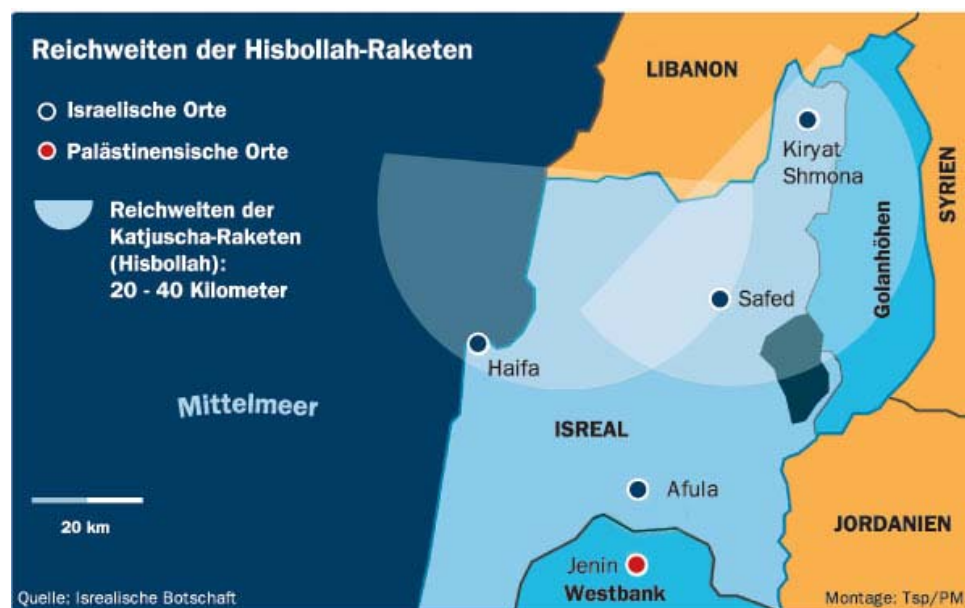 Reichweiten der Hisbollah-Raketen
Israelische Orte
Palästinensische Orte
Reichweiten der
Katjuscha-Raketen
(Hisbollah):
20 - 40 Kilometer
LIBANON
Kiryat
Shmona
SYRIEN
Golanhöhen
Safed
Haifa
Mittelmeer
ISREAL
Afula
20 km
JORDANIEN
Jenin
Westbank
Quelle: Isrealische Botschaft
Montage: Tsp/PM